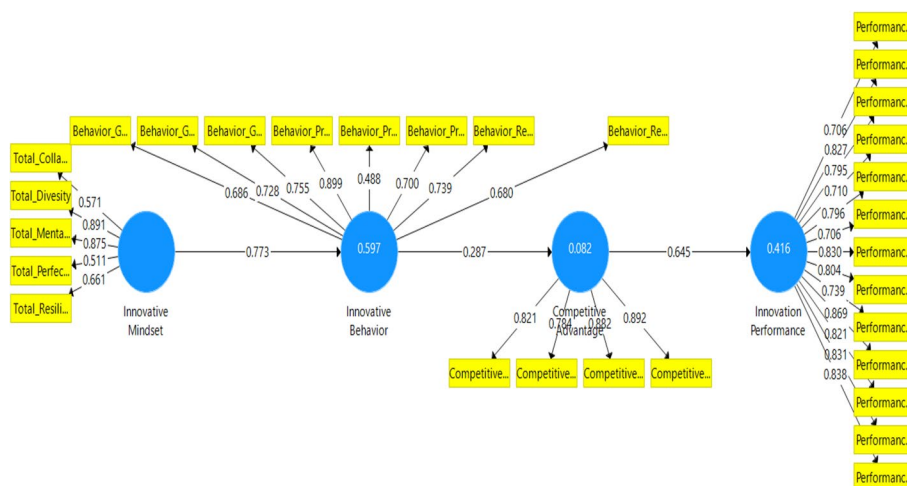 Performanc.
Performanc.
Performanc.
Performanc.
Performanc.
Performanc.
Performanc.
Performanc.
Performanc.
Performanc.
Performanc.
Performanc.
Performanc.
0.706
0.827
0.795
0.710
0.796
0.706
0.830
0.804
0.739
0.869
0.821
0.831
0.838
Behavior_G...
Behavior_G...
Behavior_G...
Behavior_Pr...
Behavior_Pr...
Behavior_Pr...
Behavior_Re...
Behavior_Re...
0.686
0.728
0.755
0.899
0.488
0.700
0.739
0.680
Total_Colla...
Total_Divesity
Total_Menta...
Total_Perfec...
Total_Resili...
0.571
0.891
0.875
0.511
0.661
0.773
0.597
0.287
0.082
0.645
0.416
Innovative
Mindset
Innovative
Behavior
Competitive
Advantage
Innovation
Performance
0.821
0.784
0.882
0.892
Competitive...
Competitive...
Competitive...
Competitive...